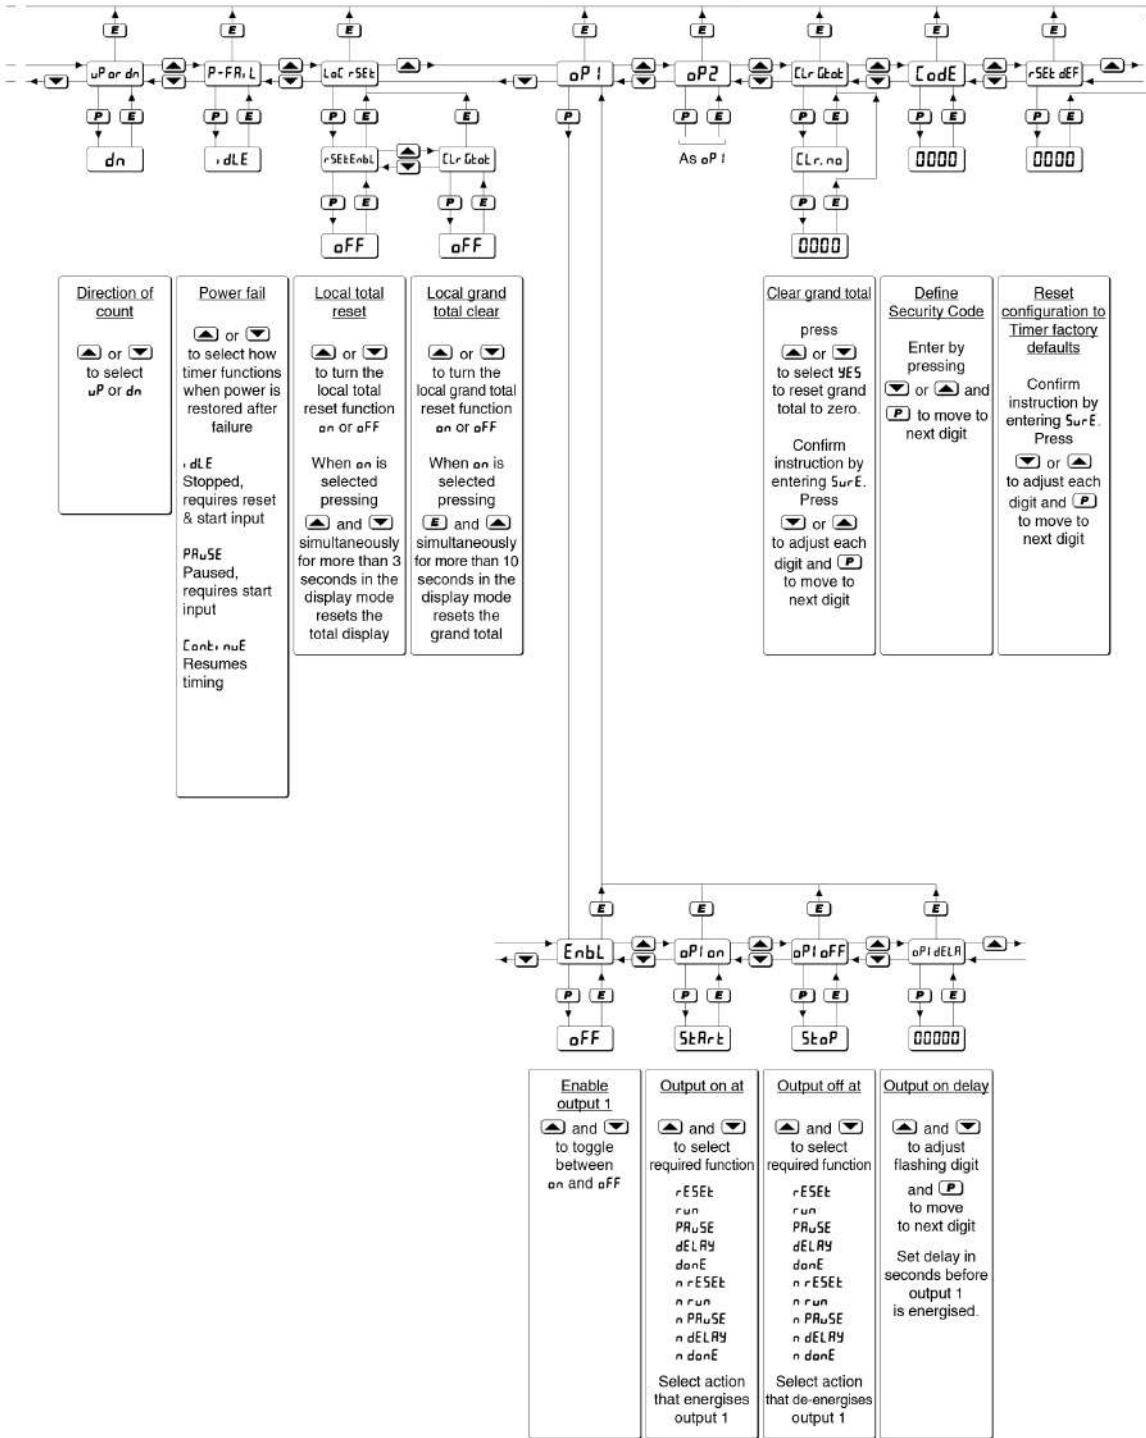 E E E E E E E E
uP or dn P-FAiL LoC rSEt oP1 oP2 CLr Gtot CodE rSEt dEF
P E P E P E E P P E P E P E P E
dn idLE rSEtEnbL CLr Gtot As oP1 CLr.no 0000 0000
P E P E P E
oFF oFF 0000
Direction of
count
or
to select
uP or dn
Power fail
or
to select how
timer functions
when power is
restored after
failure
idLE
Stopped,
requires reset
& start input
PAuSE
Paused,
requires start
input
ContinuE
Resumes
timing
Local total
reset
or
to turn the
local total
reset function
on or oFF
When on is
selected
pressing
and
simultaneously
for more than 3
seconds in the
display mode
resets the
total display
Local grand
total clear
or
to turn the
local grand total
reset function
on or oFF
When on is
selected
pressing
E and
simultaneously
for more than 10
seconds in the
display mode
resets the
grand total
Clear grand total
press
or
to select YES
to reset grand
total to zero.
Confirm
instruction by
entering SurE.
Press
or
to adjust each
digit and P
to move to
next digit
Define
Security Code
Enter by
pressing
or and
P to move to
next digit
Reset
configuration to
Timer factory
defaults
Confirm
instruction by
entering SurE.
Press
or
to adjust each
digit and P
to move to
next digit
E E E E
EnbL oP1 on oP1 oFF oP1 dELA
P E P E P E P E
oFF StArt StoP 00000
Enable
output 1
and
to toggle
between
on and oFF
Output on at
and
to select
required function
rESEt
run
PAuSE
dELAY
donE
n rESEt
n run
n PAuSE
n dELAY
n donE
Select action
that energises
output 1
Output off at
and
to select
required function
rESEt
run
PAuSE
dELAY
donE
n rESEt
n run
n PAuSE
n dELAY
n donE
Select action
that de-energises
output 1
Output on delay
and
to adjust
flashing digit
and P
to move
to next digit
Set delay in
seconds before
output 1
is energised.